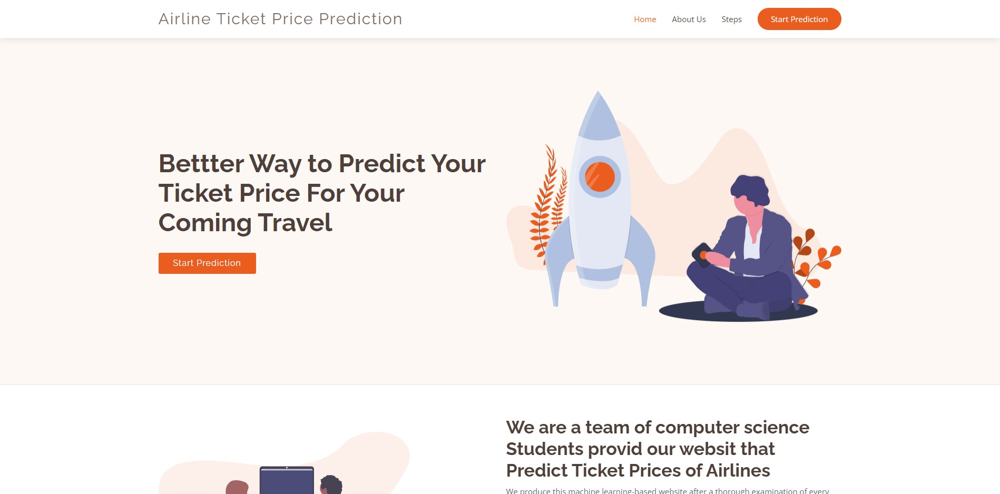 Airline Ticket Price Prediction
Home
About Us
Steps
Start Prediction
Bettter Way to Predict Your
Ticket Price For Your
Coming Travel
Start Prediction
We are a team of computer science
Students provid our websit that
Predict Ticket Prices of Airlines
We produce this machine learning-based website after a thorough examination of every